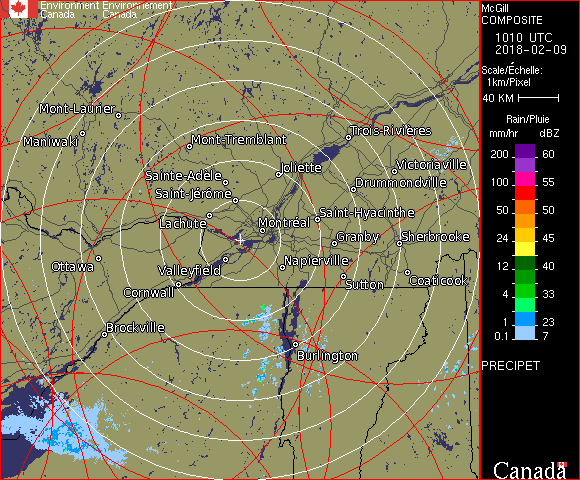 Environment Environnement
Canada Canada
McGill
COMPOSITE
1010 UTC
2018-02-09
Scale/Échelle:
1km/Pixel
40 KM
Rain/Pluie
mm/hr dBZ
200 60
150 57
100 55
50 50
24 45
12 40
4 33
1 23
0.1 7
PRECIPET
Canada
Mont-Laurier
Maniwaki
Mont-Tremblant
Trois-Rivières
Joliette
Victoriaville
Sainte-Adèle
Drummondville
Saint-Jérôme
Lachute
Montréal
Saint-Hyacinthe
Granby
Sherbrooke
Ottawa
Valleyfield
Napierville
Cornwall
Sutton
Coaticook
Brockville
Burlington